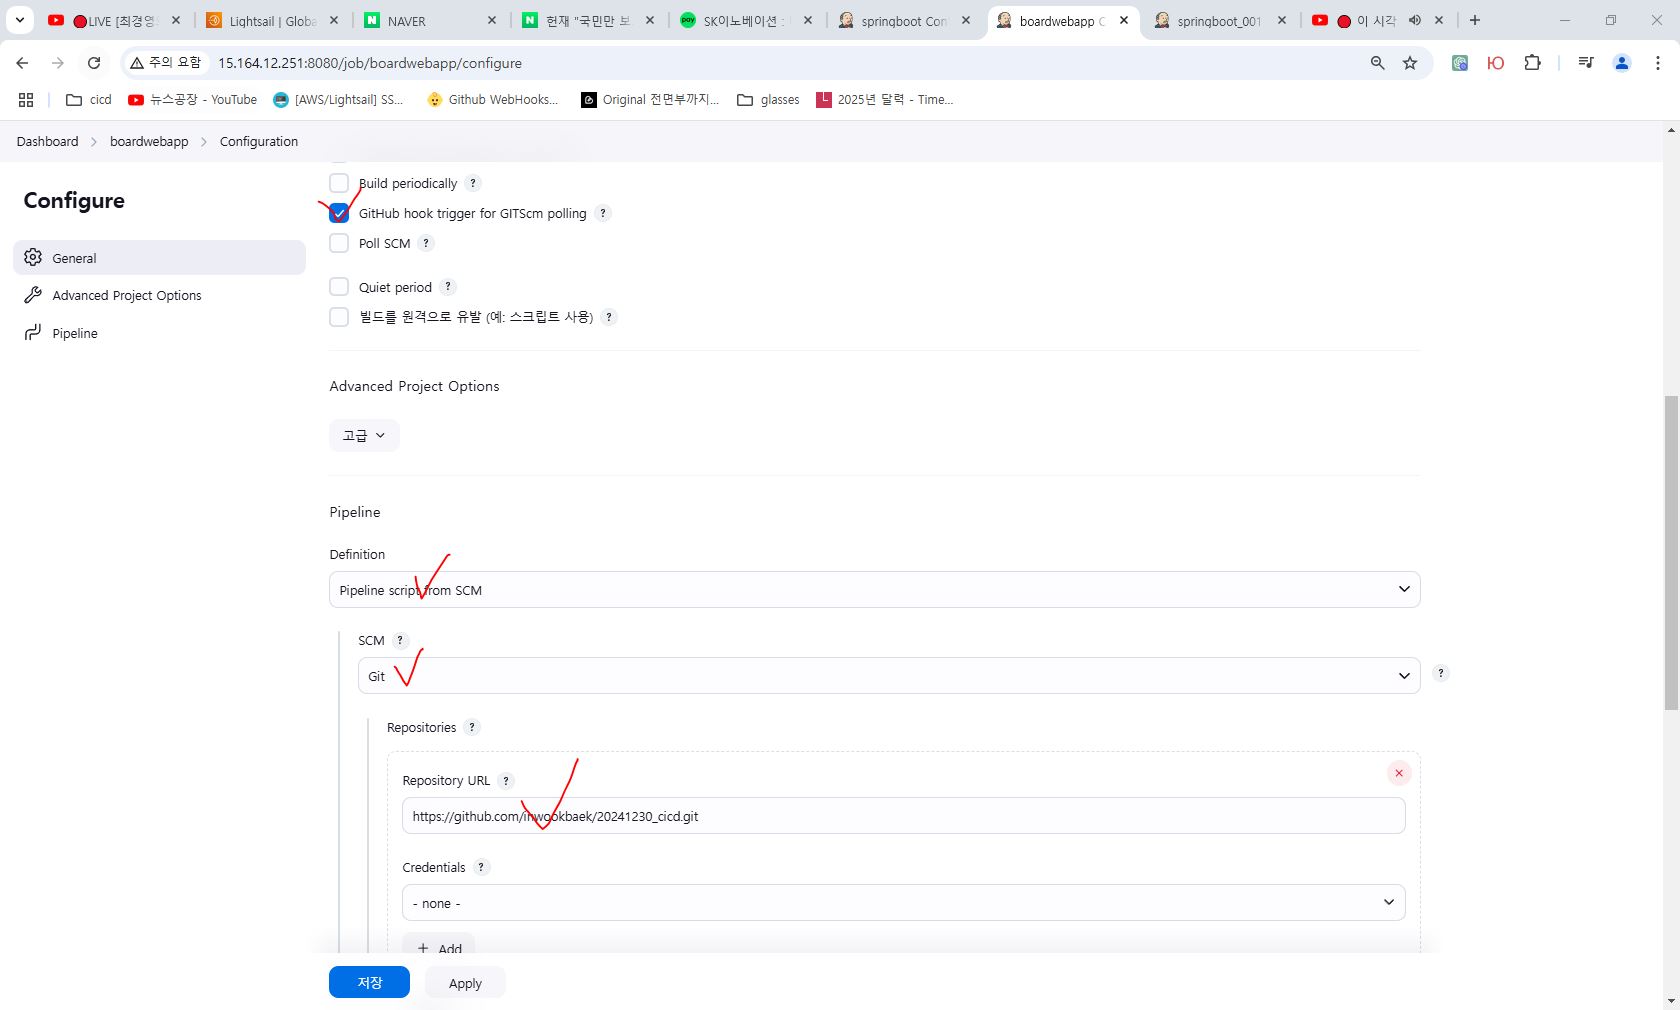 LIVE [최경영
Lightsail | Globa
NAVER
헌재 "국민만 보
SK이노베이션 :
springboot Con
boardwebapp C
springboot_001
이 시각
주의 요함
15.164.12.251:8080/job/boardwebapp/configure
cicd
뉴스공장 - YouTube
[AWS/Lightsail] SS...
Github WebHooks...
Original 전면부까지...
glasses
2025년 달력 - Time...
Dashboard
boardwebapp
Configuration
Configure
General
Advanced Project Options
Pipeline
Build periodically ?
GitHub hook trigger for GITScm polling ?
Poll SCM ?
Quiet period ?
빌드를 원격으로 유발 (예: 스크립트 사용) ?
Advanced Project Options
고급
Pipeline
Definition
Pipeline script from SCM
SCM ?
Git
?
Repositories ?
Repository URL ?
https://github.com/inwookbaek/20241230_cicd.git
Credentials ?
- none -
+ Add
저장
Apply